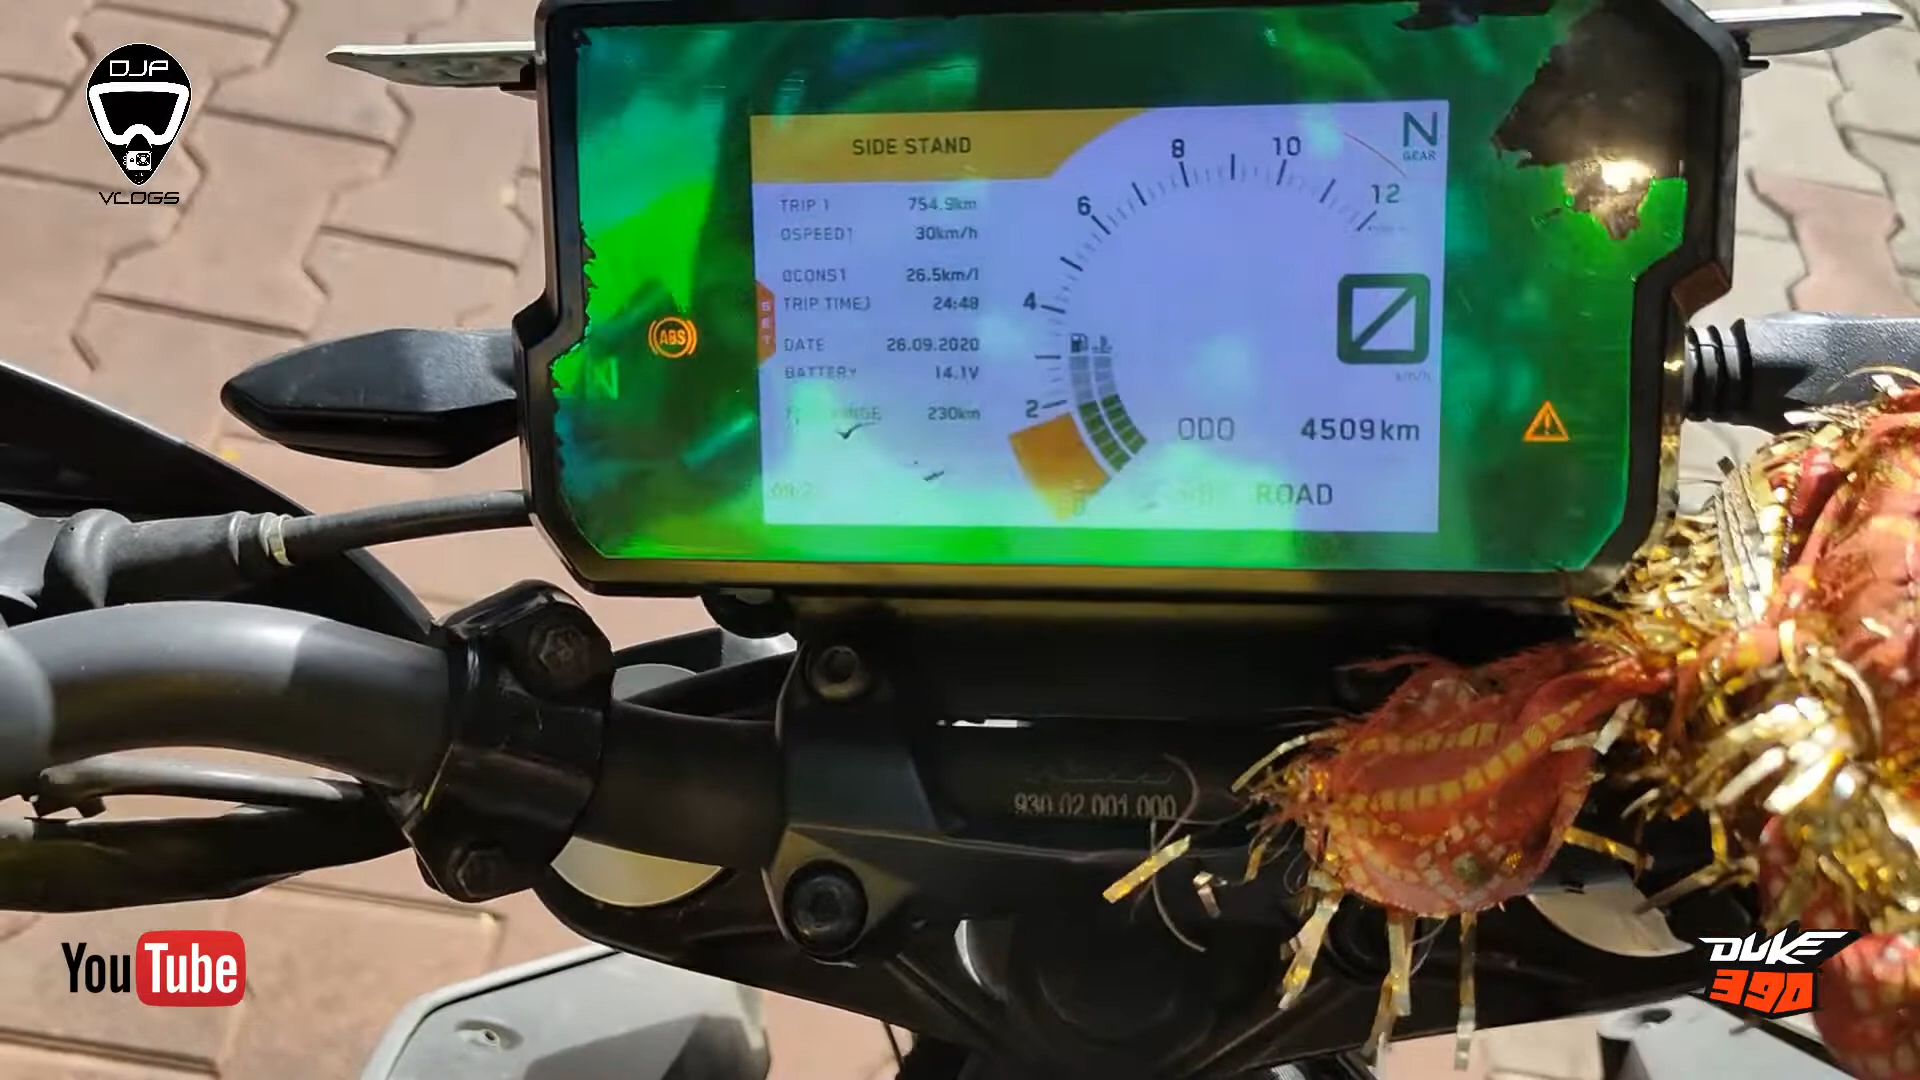 DJP
VLOGS
SIDE STAND
TRIP 1 754.9km
ØSPEED1 30km/h
ØCONS1 26.5km/l
TRIP TIME1 24:48
DATE 26.09.2020
BATTERY 14.1V
230km
SET
ABS
N
2
4
6
8
10
12
N
GEAR
km/h
ODO 4509km
ROAD
930.02.001.000
YouTube
DUKE
390